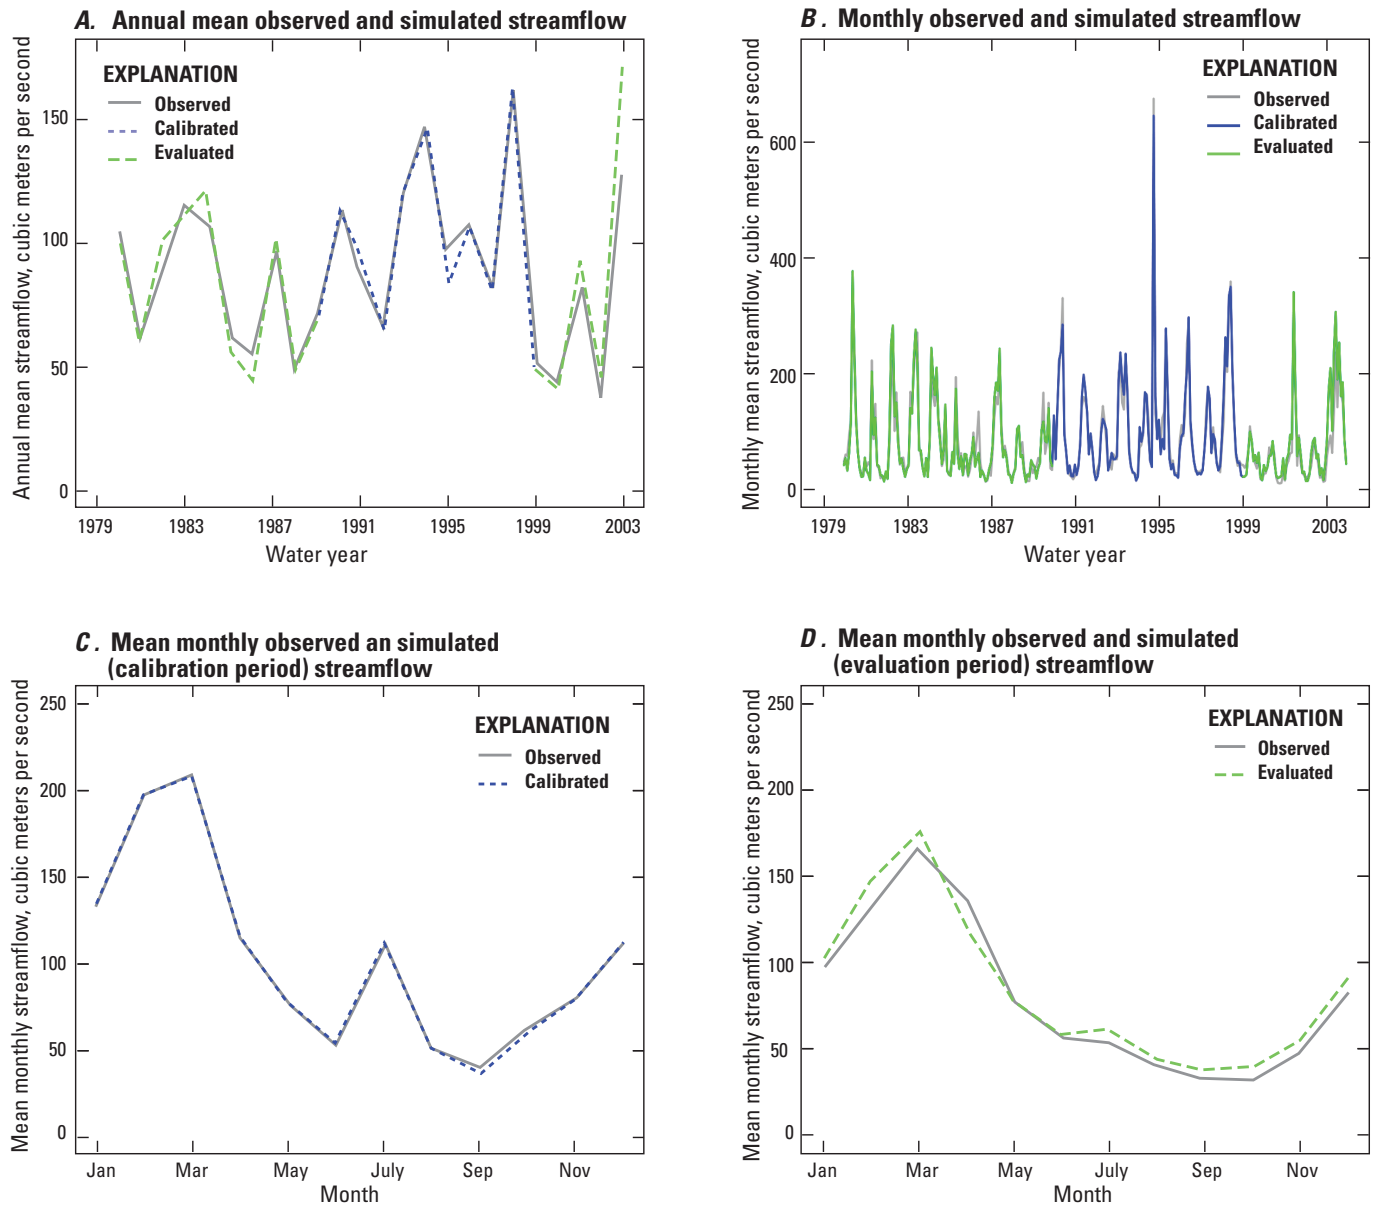 A. Annual mean observed and simulated streamflow
Annual mean streamflow, cubic meters per second
EXPLANATION
Observed
Calibrated
Evaluated
150
100
50
0
1979 1983 1987 1991 1995 1999 2003
Water year
B. Monthly observed and simulated streamflow
Monthly mean streamflow, cubic meters per second
EXPLANATION
Observed
Calibrated
Evaluated
600
400
200
0
1979 1983 1987 1991 1995 1999 2003
Water year
C. Mean monthly observed an simulated
(calibration period) streamflow
Mean monthly streamflow, cubic meters per second
EXPLANATION
Observed
Calibrated
250
200
150
100
50
0
Jan Mar May July Sep Nov
Month
D. Mean monthly observed and simulated
(evaluation period) streamflow
Mean monthly streamflow, cubic meters per second
EXPLANATION
Observed
Evaluated
250
200
150
100
50
0
Jan Mar May July Sep Nov
Month